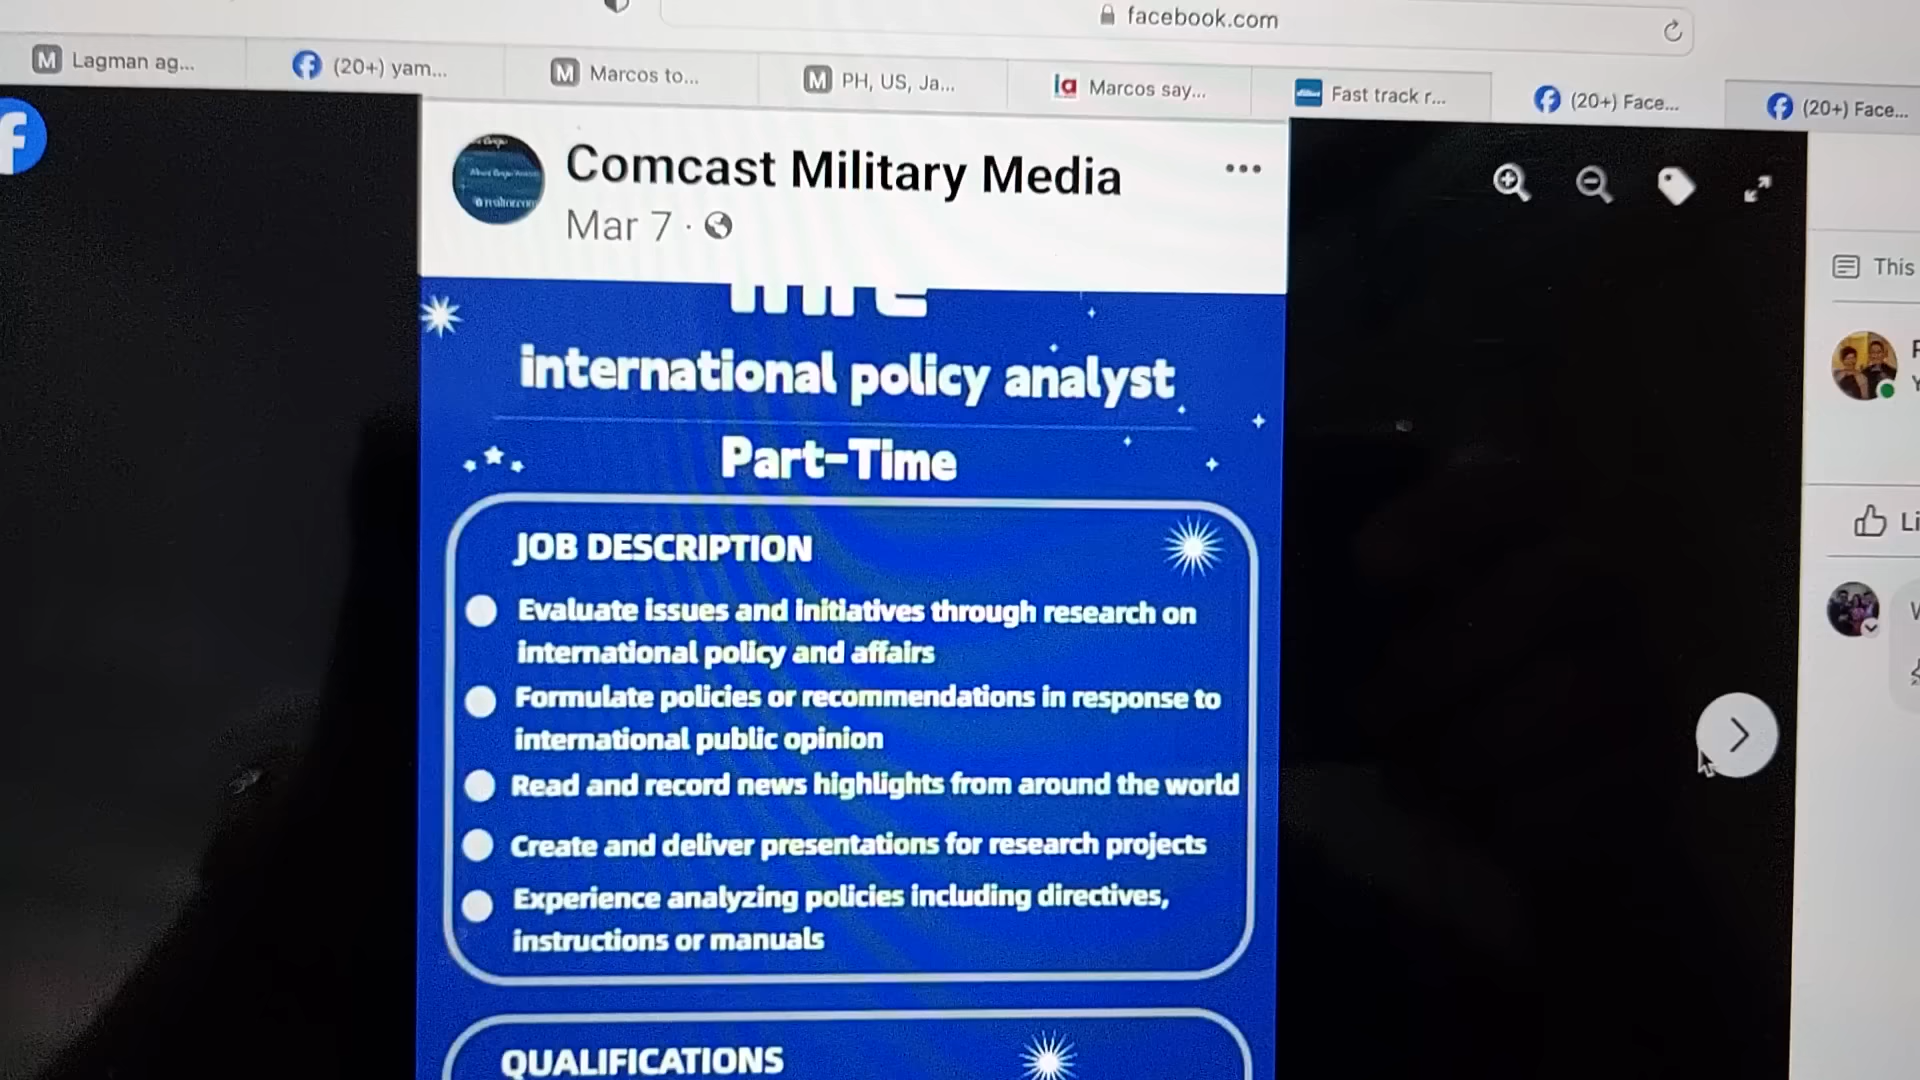 facebook.com
Lagman ag...
(20+) yam...
Marcos to...
PH, US, Ja...
Marcos say...
Fast track r...
(20+) Face...
(20+) Face...
Comcast Military Media
Mar 7 ·
international policy analyst
Part-Time
JOB DESCRIPTION
Evaluate issues and initiatives through research on
international policy and affairs
Formulate policies or recommendations in response to
international public opinion
Read and record news highlights from around the world
Create and deliver presentations for research projects
Experience analyzing policies including directives,
instructions or manuals
QUALIFICATIONS
This
Li